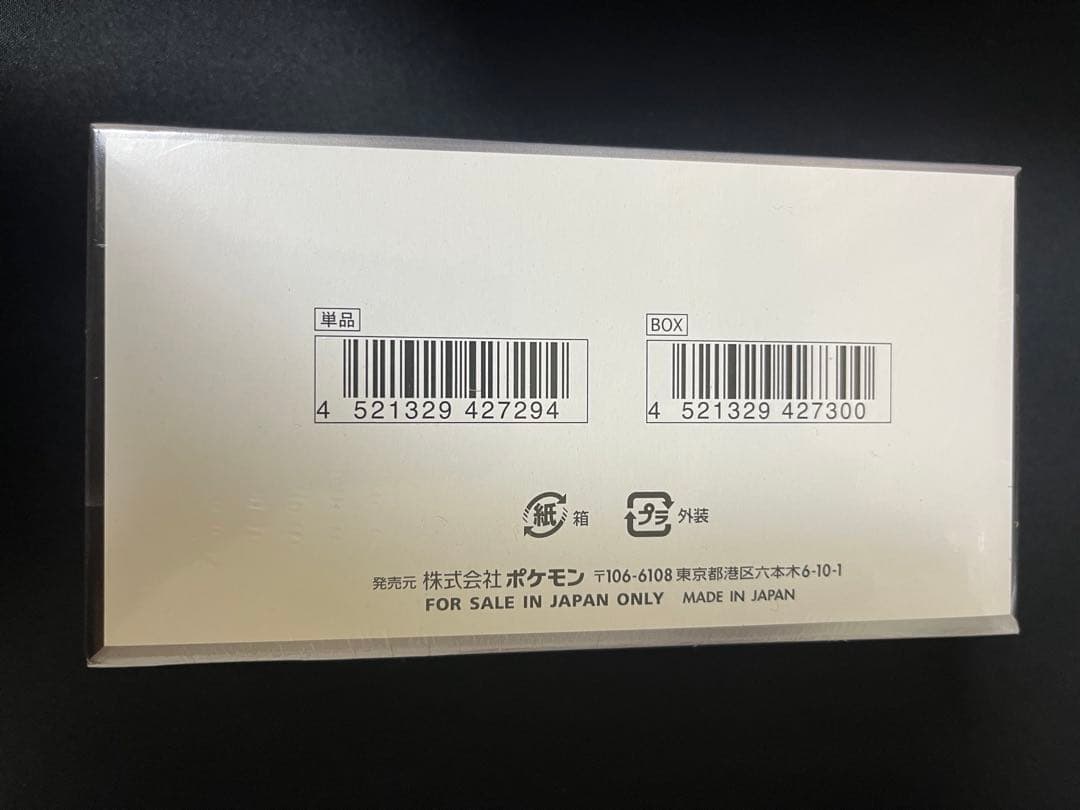 単品
4 521329 427294
BOX
4 521329 427300
紙 箱
プラ 外装
発売元 株式会社 ポケモン 〒106-6108 東京都港区六本木6-10-1
FOR SALE IN JAPAN ONLY MADE IN JAPAN